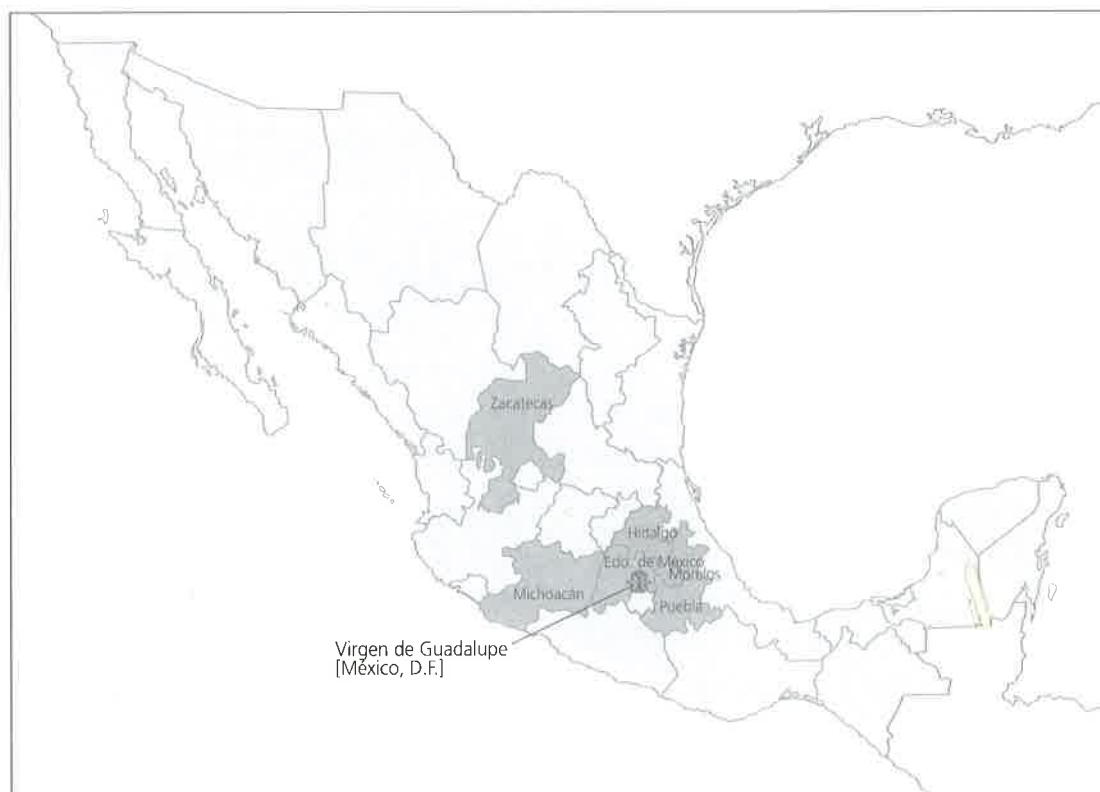 Zacatecas
Hidalgo
Edo. de México
Morelos
Michoacán
Puebla
Virgen de Guadalupe
[México, D.F.]